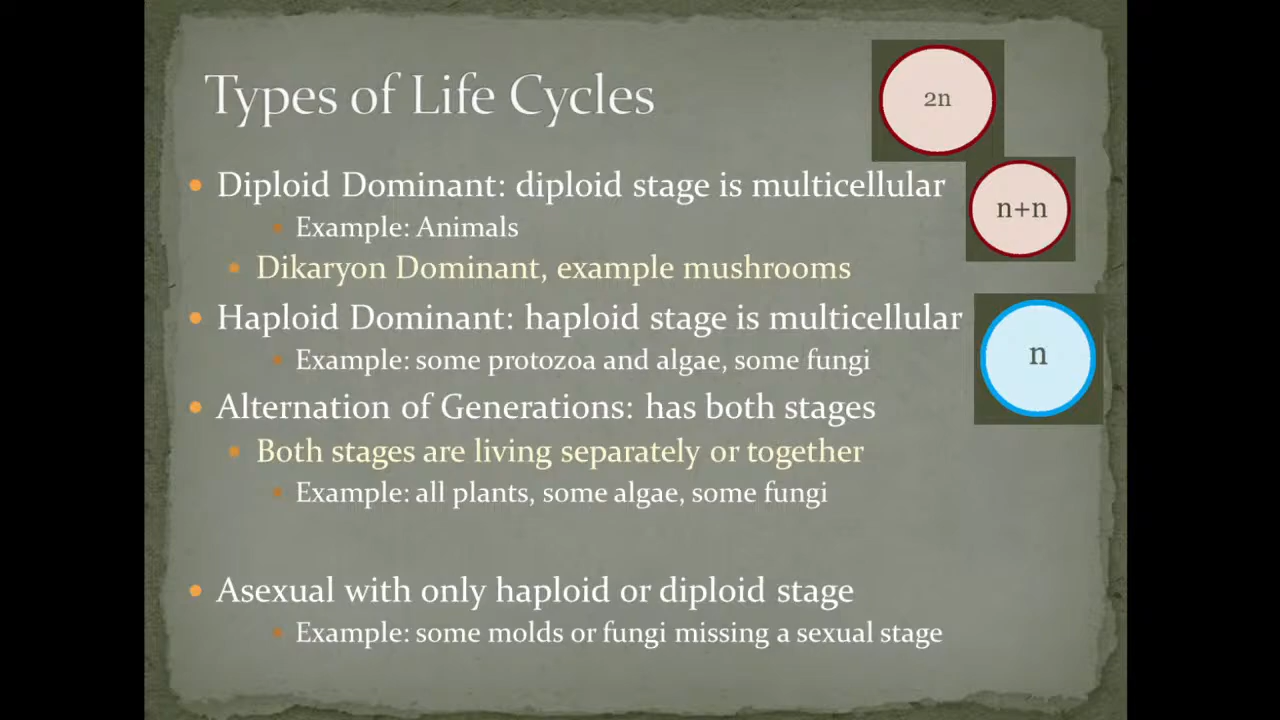 Types of Life Cycles
2n
Diploid Dominant: diploid stage is multicellular
n+n
Example: Animals
Dikaryon Dominant, example mushrooms
Haploid Dominant: haploid stage is multicellular
n
Example: some protozoa and algae, some fungi
Alternation of Generations: has both stages
Both stages are living separately or together
Example: all plants, some algae, some fungi
Asexual with only haploid or diploid stage
Example: some molds or fungi missing a sexual stage